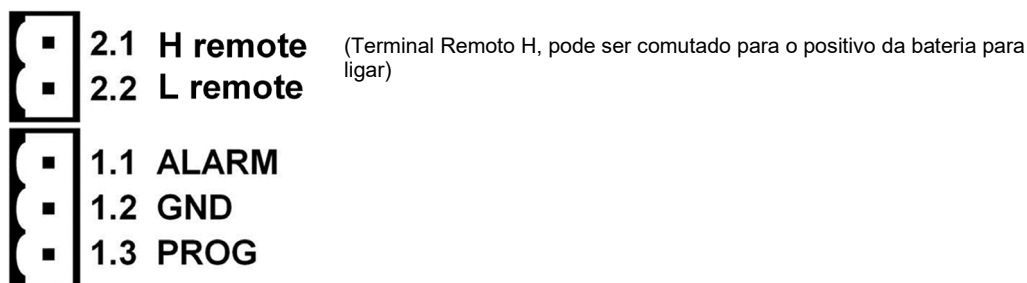 2.1 H remote (Terminal Remoto H, pode ser comutado para o positivo da bateria para
ligar)
2.2 L remote
1.1 ALARM
1.2 GND
1.3 PROG